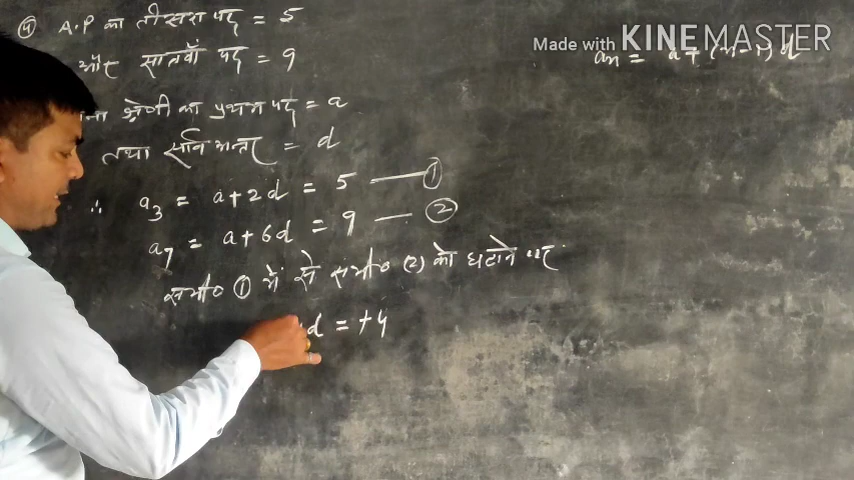 ④ A.P का तीसरा पद = 5
और सातवाँ पद = 9
Made with KINEMASTER
an = a + (n - 1) d
श्रेणी का प्रथम पद = a
तथा सार्व अन्तर = d
∴ a₃ = a + 2d = 5 — ①
a₇ = a + 6d = 9 — ②
समी० ① में से समी० (2) को घटाने पर
d = +4